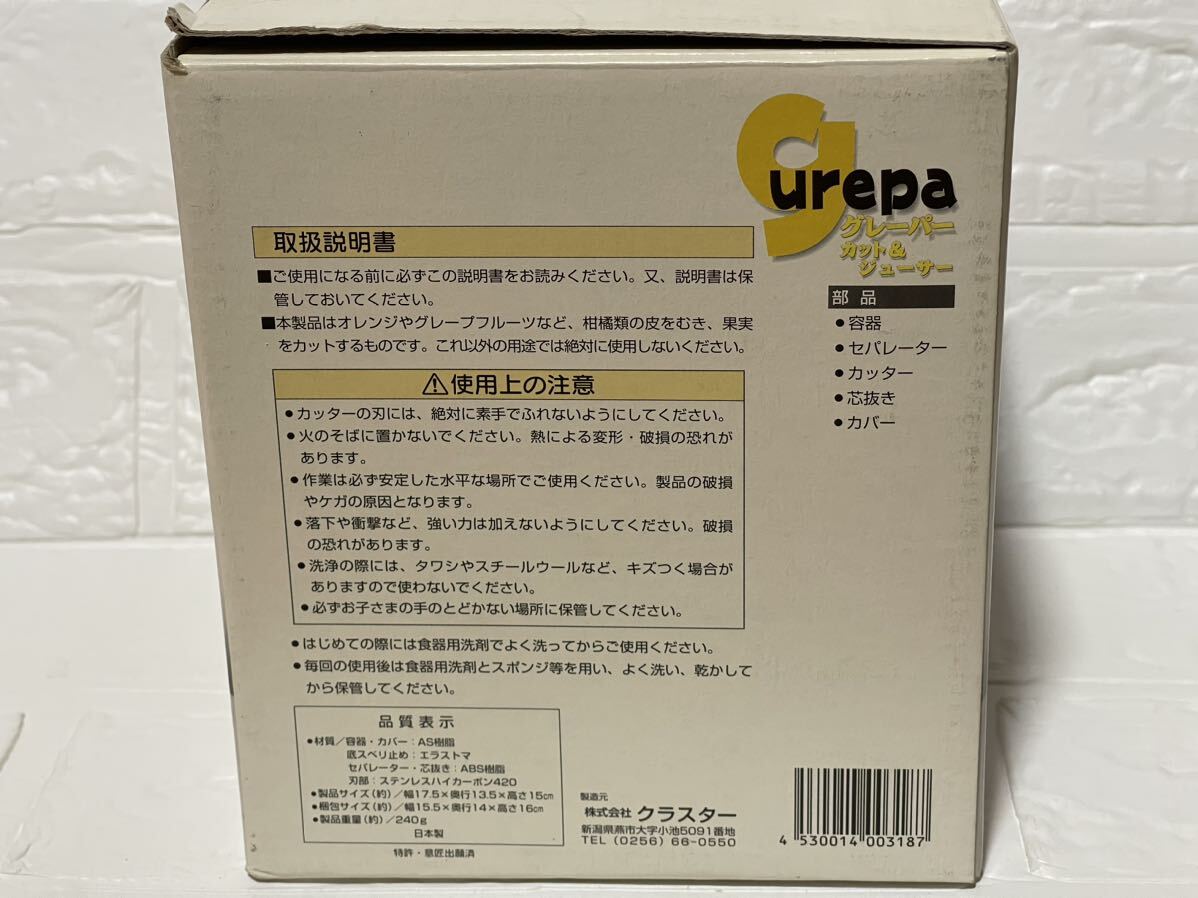 gurepa
グレーパー
カット&
ジューサー
取扱説明書
■ご使用になる前に必ずこの説明書をお読みください。又、説明書は保
管しておいてください。
■本製品はオレンジやグレープフルーツなど、柑橘類の皮をむき、果実
をカットするものです。これ以外の用途では絶対に使用しないください。
部品
●容器
●セパレーター
●カッター
●芯抜き
●カバー
⚠使用上の注意
●カッターの刃には、絶対に素手でふれないようにしてください。
●火のそばに置かないでください。熱による変形・破損の恐れが
あります。
●作業は必ず安定した水平な場所でご使用ください。製品の破損
やケガの原因となります。
●落下や衝撃など、強い力は加えないようにしてください。破損
の恐れがあります。
●洗浄の際には、タワシやスチールウールなど、キズつく場合が
ありますので使わないでください。
●必ずお子さまの手のとどかない場所に保管してください。
●はじめての際には食器用洗剤でよく洗ってからご使用ください。
●毎回の使用後は食器用洗剤とスポンジ等を用い、よく洗い、乾かして
から保管してください。
品質表示
●材質/容器・カバー:AS樹脂
底スベリ止め:エラストマ
セパレーター・芯抜き:ABS樹脂
刃部:ステンレスハイカーボン420
●製品サイズ(約)/幅17.5×奥行13.5×高さ15㎝
●梱包サイズ(約)/幅15.5×奥行14×高さ16㎝
●製品重量(約)/240g
日本製
特許・意匠出願済
製造元
株式会社 クラスター
新潟県燕市大字小池5091番地
TEL (0256) 66-0550
4 530014 003187